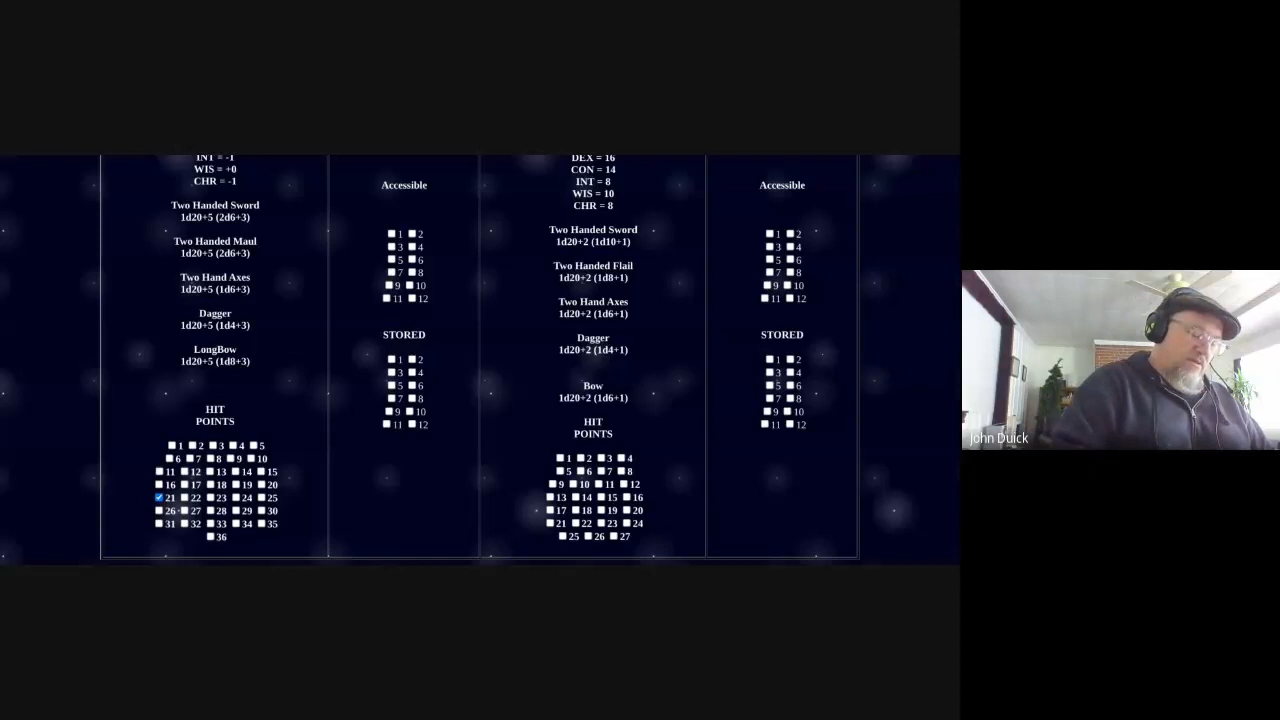 INT = -1
WIS = +0
CHR = -1
Two Handed Sword
1d20+5 (2d6+3)
Two Handed Maul
1d20+5 (2d6+3)
Two Hand Axes
1d20+5 (1d6+3)
Dagger
1d20+5 (1d4+3)
LongBow
1d20+5 (1d8+3)
HIT
POINTS
1 2 3 4 5
6 7 8 9 10
11 12 13 14 15
16 17 18 19 20
21 22 23 24 25
26 27 28 29 30
31 32 33 34 35
36
Accessible
1 2
3 4
5 6
7 8
9 10
11 12
STORED
1 2
3 4
5 6
7 8
9 10
11 12
DEX = 16
CON = 14
INT = 8
WIS = 10
CHR = 8
Two Handed Sword
1d20+2 (1d10+1)
Two Handed Flail
1d20+2 (1d8+1)
Two Hand Axes
1d20+2 (1d6+1)
Dagger
1d20+2 (1d4+1)
Bow
1d20+2 (1d6+1)
HIT
POINTS
1 2 3 4
5 6 7 8
9 10 11 12
13 14 15 16
17 18 19 20
21 22 23 24
25 26 27
Accessible
1 2
3 4
5 6
7 8
9 10
11 12
STORED
1 2
3 4
5 6
7 8
9 10
11 12
John Duick